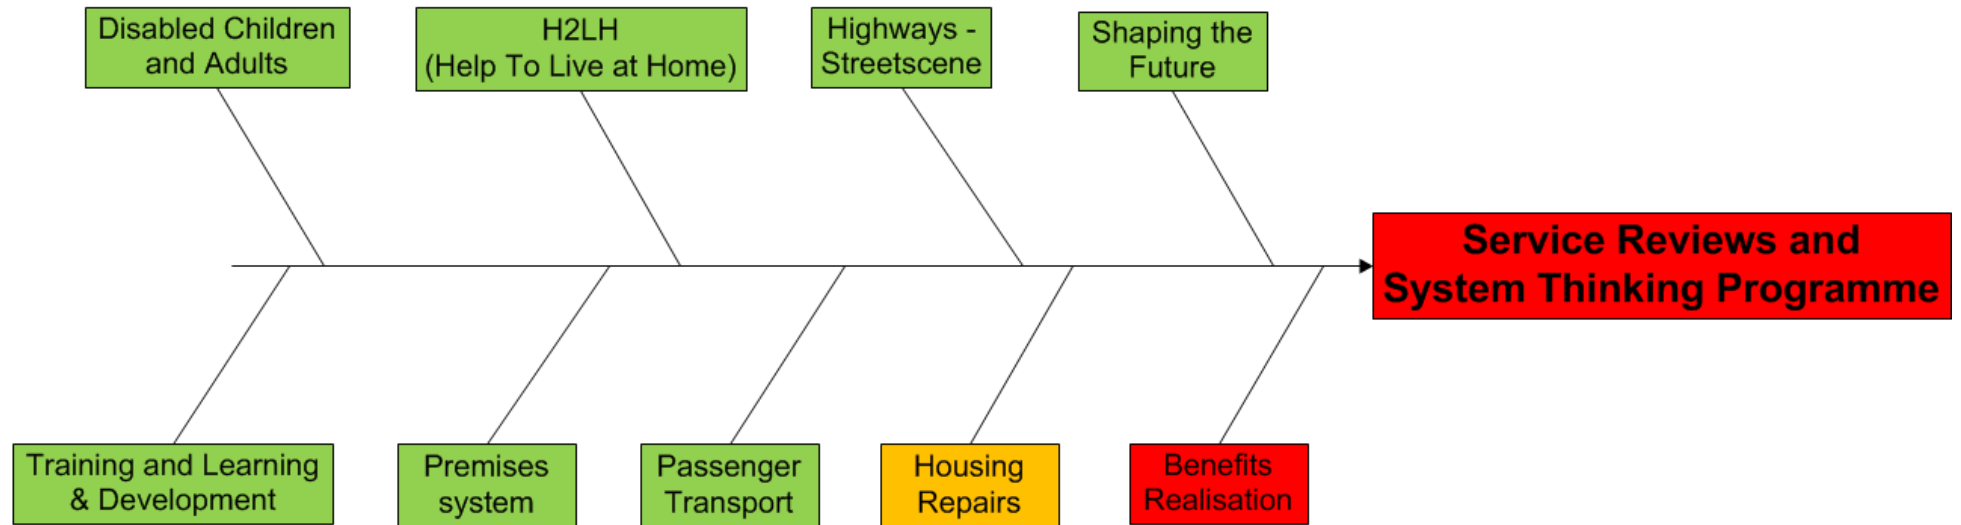 Disabled Children
and Adults
H2LH
(Help To Live at Home)
Highways -
Streetscene
Shaping the
Future
Service Reviews and
System Thinking Programme
Training and Learning
& Development
Premises
system
Passenger
Transport
Housing
Repairs
Benefits
Realisation